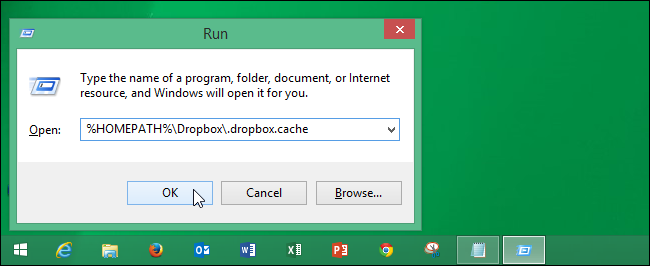 Run
Type the name of a program, folder, document, or Internet
resource, and Windows will open it for you.
Open: %HOMEPATH%\Dropbox\.dropbox.cache
OK Cancel Browse...